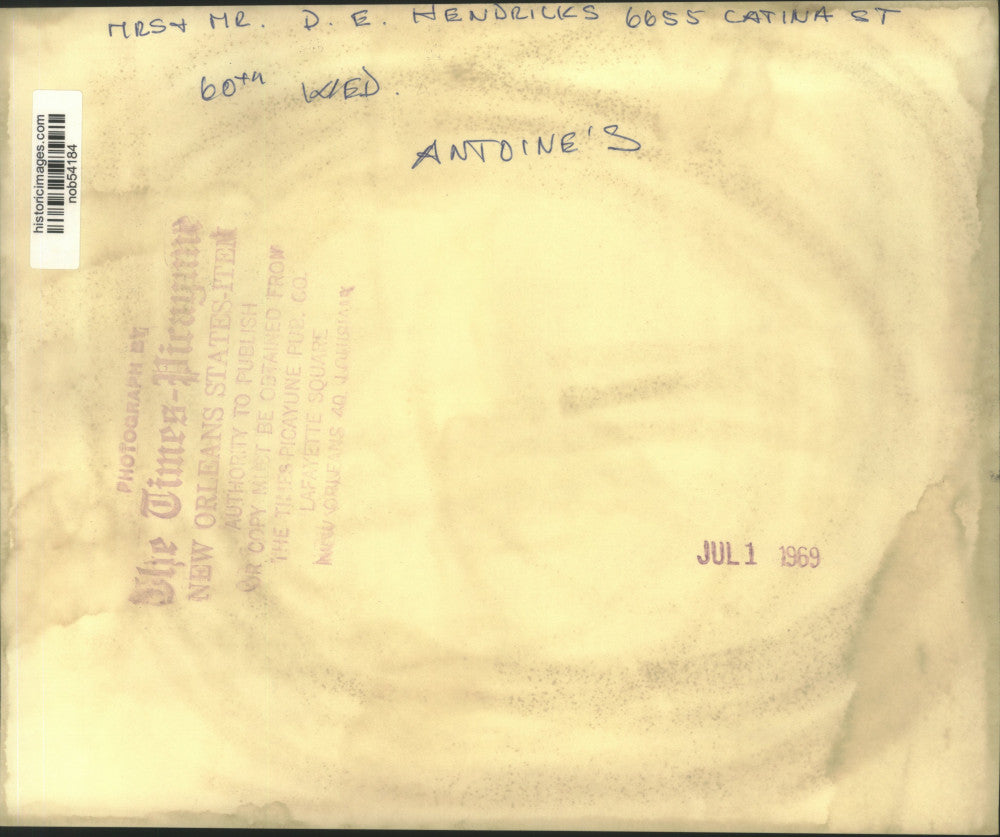 MRS & MR. D. E. HENDRICKS 6655 CATINA ST
60TH WED.
ANTOINE'S
historicimages.com
nob54184
PHOTOGRAPH BY
The Times-Picayune
NEW ORLEANS STATES-ITEM
AUTHORITY TO PUBLISH
OR COPY MUST BE OBTAINED FROM
THE TIMES PICAYUNE PUB. CO.
LAFAYETTE SQUARE
NEW ORLEANS 40 LOUISIANA
JUL 1 1969